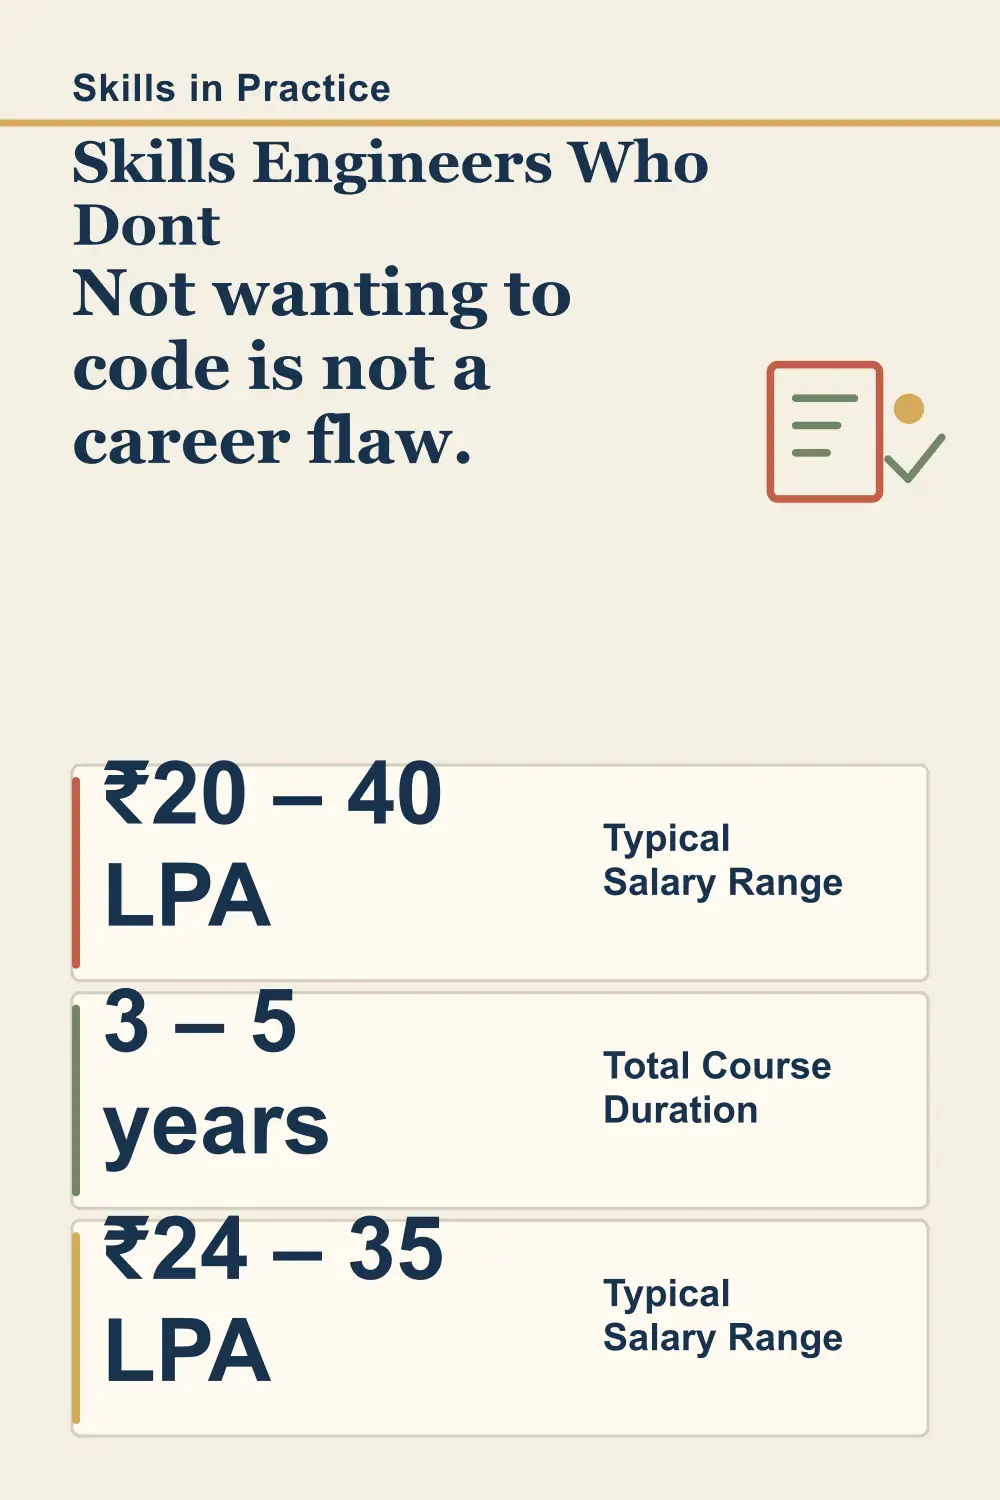 Skills in Practice
Skills Engineers Who
Dont
Not wanting to
code is not a
career flaw.
₹20 – 40
LPA
Typical
Salary Range
3 – 5
years
Total Course
Duration
₹24 – 35
LPA
Typical
Salary Range